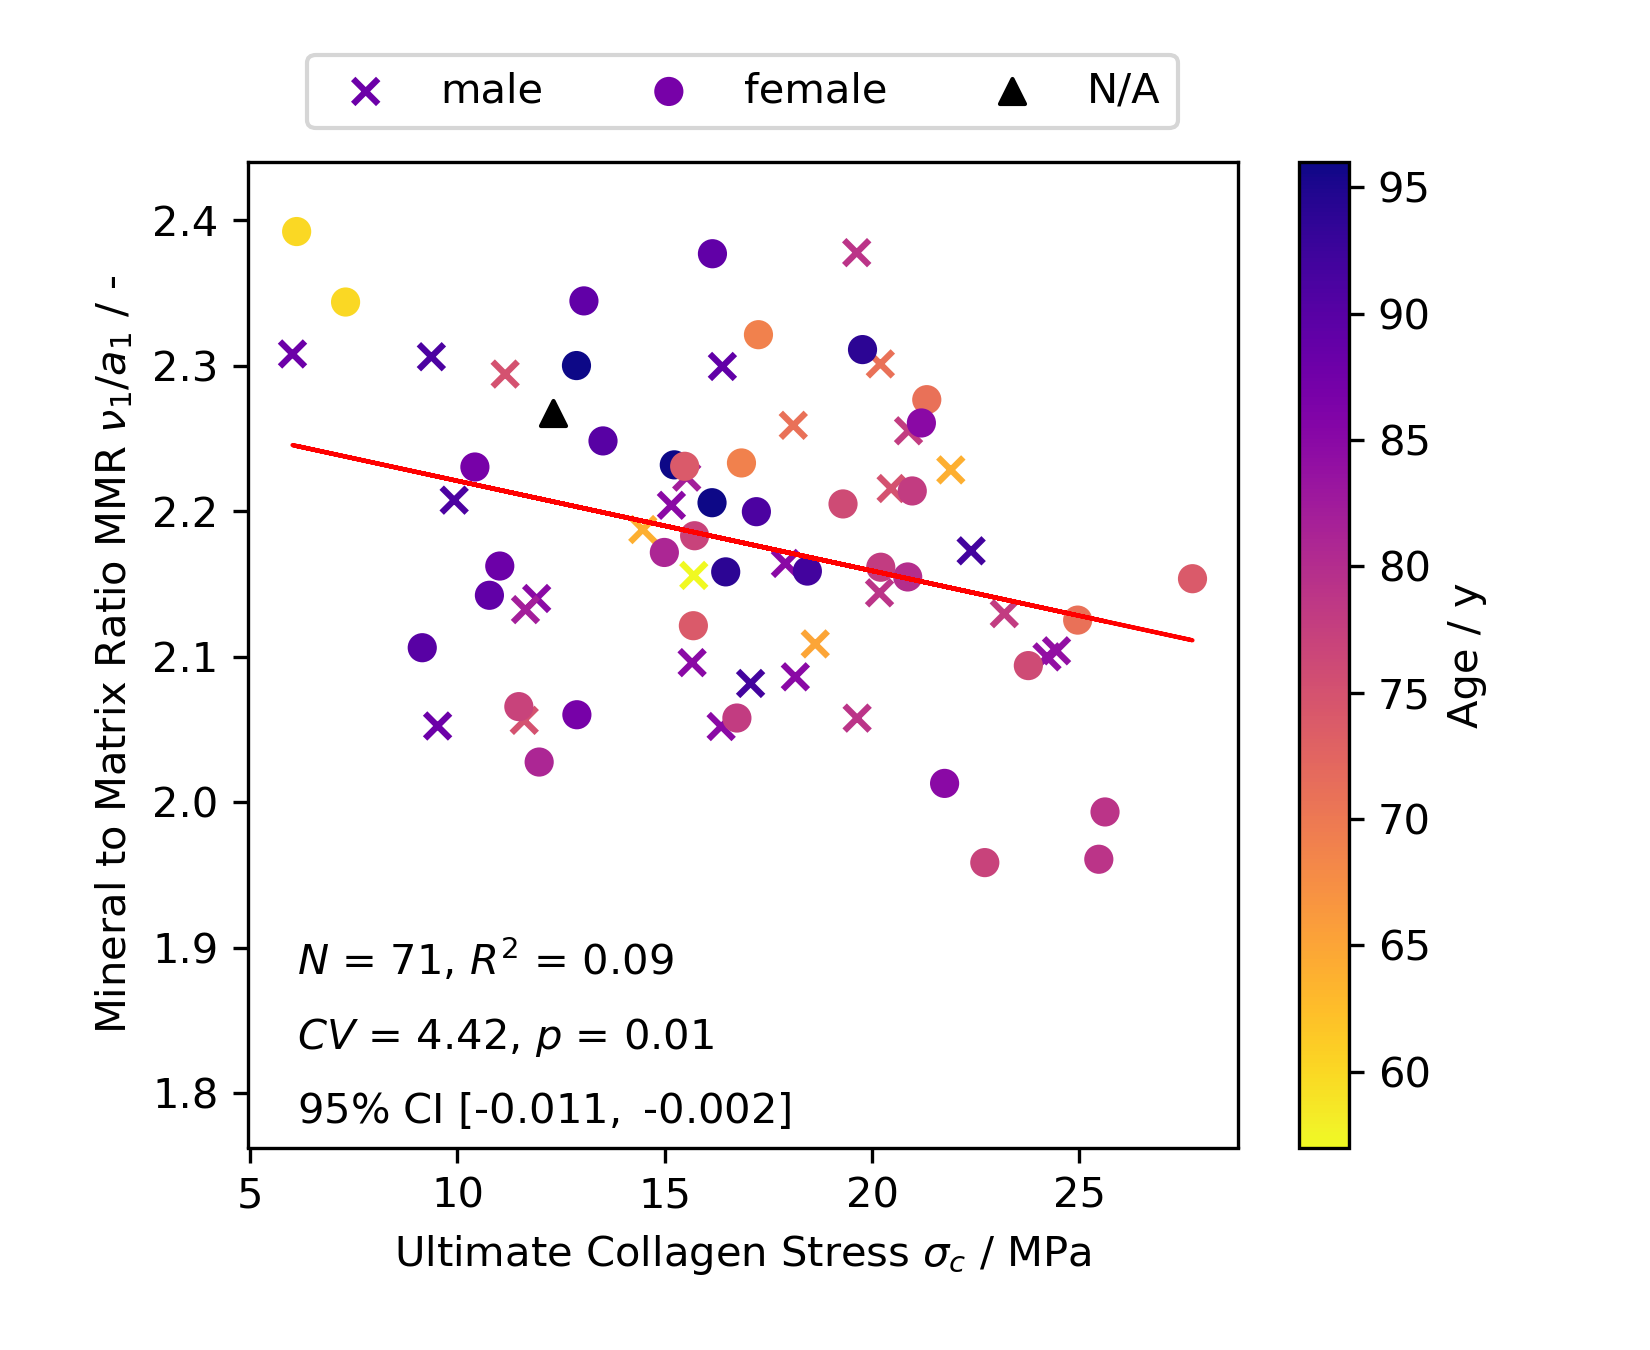 male female N/A
2.4
2.3
2.2
2.1
2.0
1.9
1.8
Mineral to Matrix Ratio MMR ν₁/a₁ / -
N = 71, R² = 0.09
CV = 4.42, p = 0.01
95% CI [-0.011, -0.002]
5 10 15 20 25
Ultimate Collagen Stress σ_c / MPa
95
90
85
80
75
70
65
60
Age / y